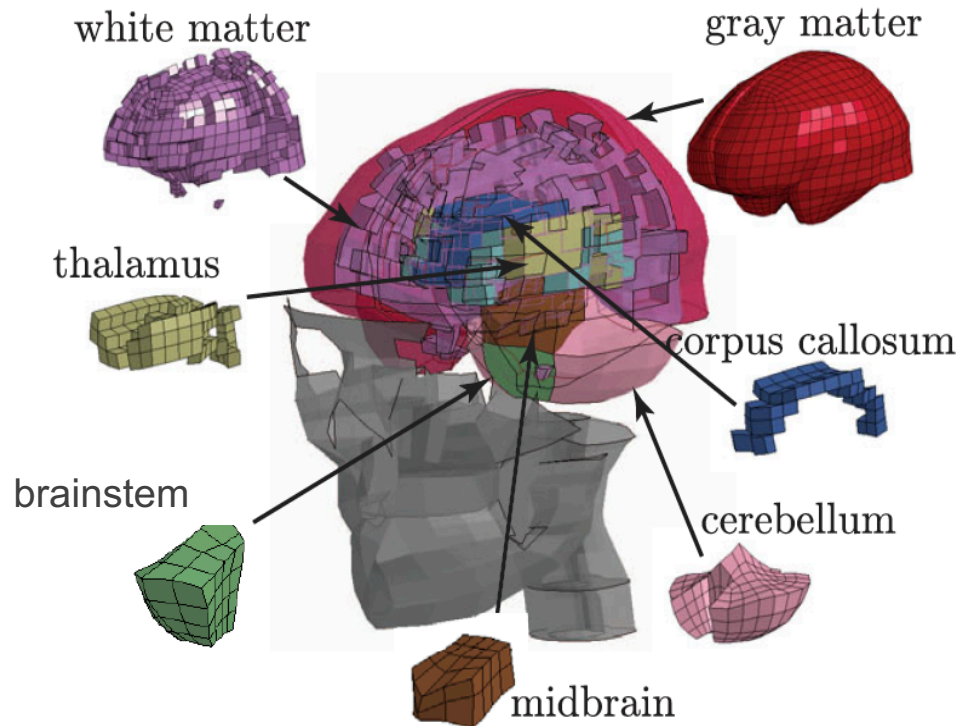 white matter
gray matter
thalamus
corpus callosum
brainstem
cerebellum
midbrain